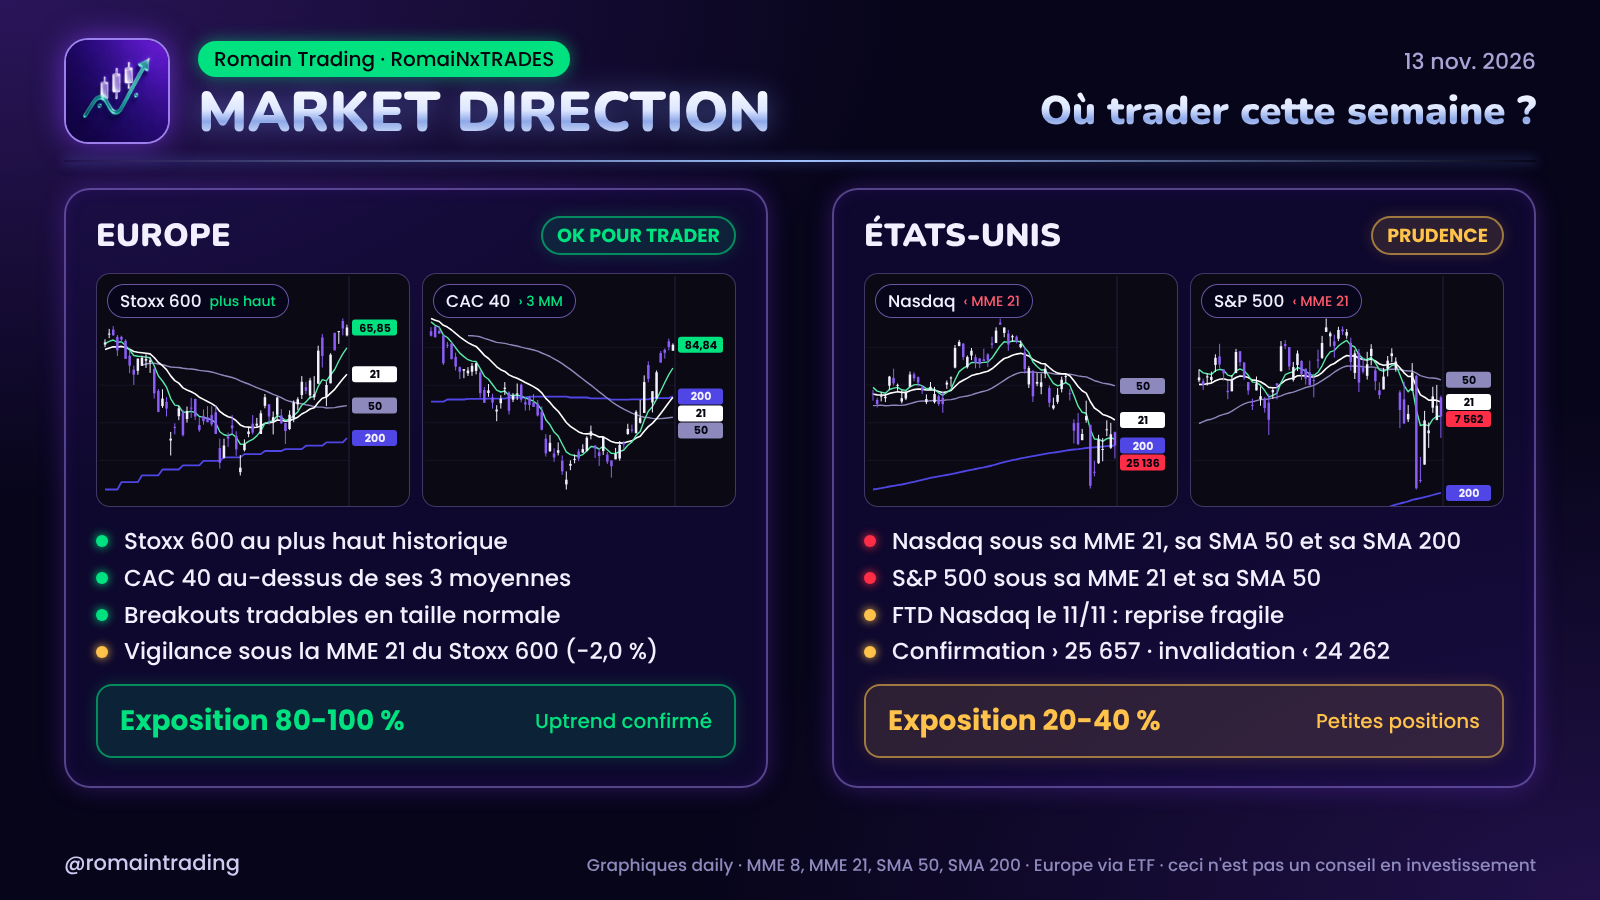 Romain Trading · RomaiNxTRADES
MARKET DIRECTION
13 nov. 2026
Où trader cette semaine ?
EUROPE
OK POUR TRADER
Stoxx 600 plus haut
65,85
21
50
200
CAC 40 › 3 MM
84,84
200
21
50
Stoxx 600 au plus haut historique
CAC 40 au-dessus de ses 3 moyennes
Breakouts tradables en taille normale
Vigilance sous la MME 21 du Stoxx 600 (-2,0 %)
Exposition 80-100 %
Uptrend confirmé
ÉTATS-UNIS
PRUDENCE
Nasdaq ‹ MME 21
50
21
200
25 136
S&P 500 ‹ MME 21
50
21
7 562
200
Nasdaq sous sa MME 21, sa SMA 50 et sa SMA 200
S&P 500 sous sa MME 21 et sa SMA 50
FTD Nasdaq le 11/11 : reprise fragile
Confirmation › 25 657 · invalidation ‹ 24 262
Exposition 20-40 %
Petites positions
@romaintrading
Graphiques daily · MME 8, MME 21, SMA 50, SMA 200 · Europe via ETF · ceci n'est pas un conseil en investissement